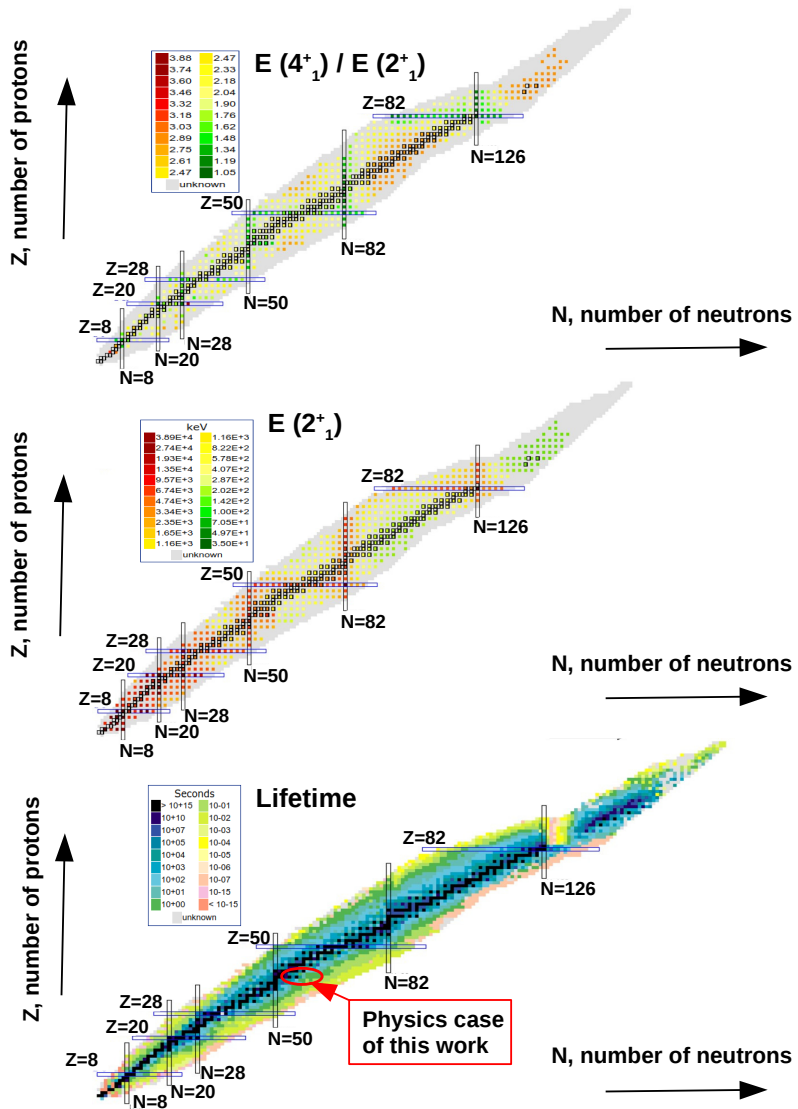 E (4⁺₁) / E (2⁺₁)
3.88 2.47
3.74 2.33
3.60 2.18
3.46 2.04
3.32 1.90
3.18 1.76
3.03 1.62
2.89 1.48
2.75 1.34
2.61 1.19
2.47 1.05
unknown
Z, number of protons
Z=82
N=126
Z=50
N=82
Z=28
Z=20
N=50
Z=8
N=28
N=20
N=8
N, number of neutrons
E (2⁺₁)
keV
3.89E+4 1.16E+3
2.74E+4 8.22E+2
1.93E+4 5.78E+2
1.35E+4 4.07E+2
9.57E+3 2.87E+2
6.74E+3 2.02E+2
4.74E+3 1.42E+2
3.34E+3 1.00E+2
2.35E+3 7.05E+1
1.65E+3 4.97E+1
1.16E+3 3.50E+1
unknown
Z, number of protons
Z=82
N=126
Z=50
N=82
Z=28
Z=20
N=50
Z=8
N=28
N=20
N=8
N, number of neutrons
Lifetime
Seconds
> 10+15 10-01
10+10 10-02
10+07 10-03
10+05 10-04
10+04 10-05
10+03 10-06
10+02 10-07
10+01 10-15
10+00 < 10-15
unknown
Z, number of protons
Z=82
N=126
Z=50
N=82
Z=28
Z=20
N=50
Physics case
of this work
Z=8
N=28
N=20
N=8
N, number of neutrons